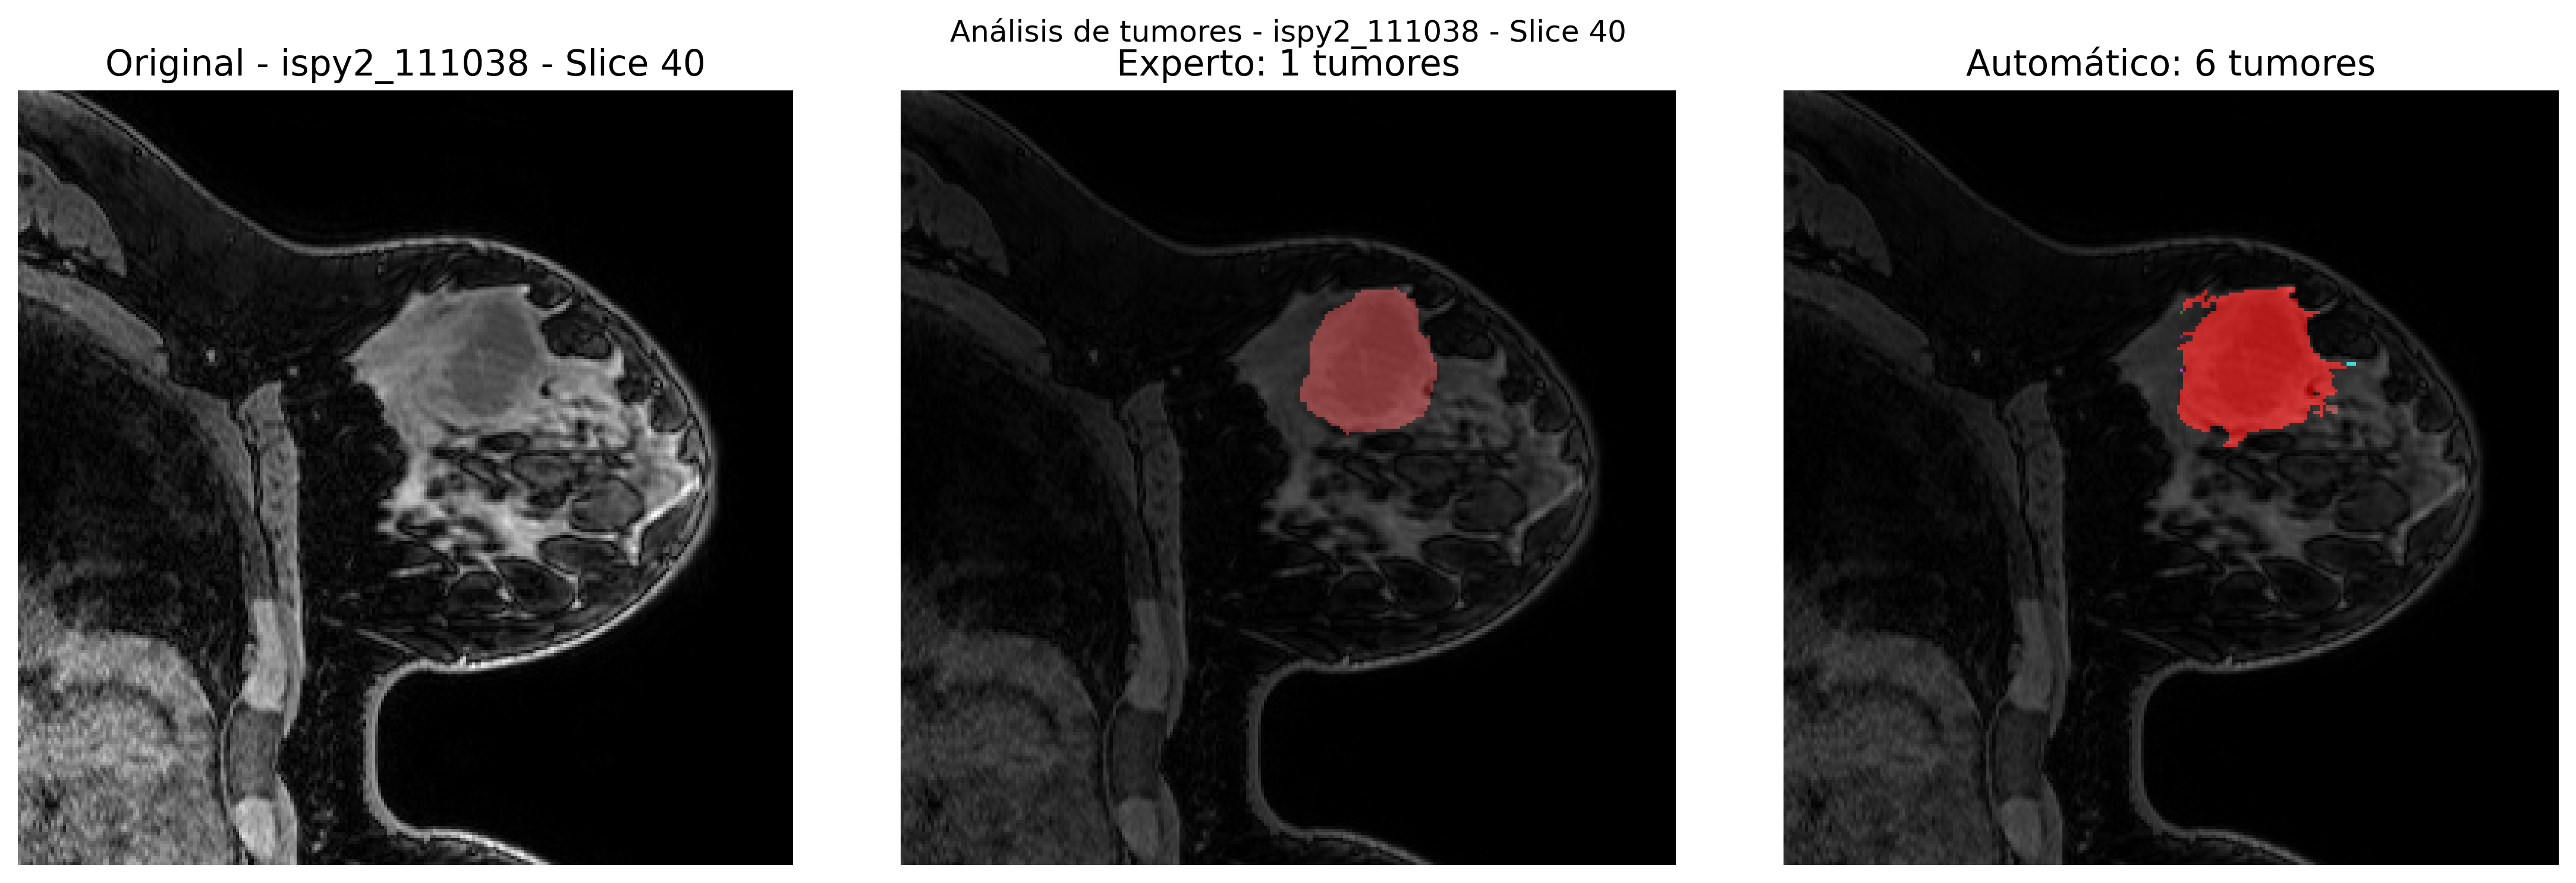 Análisis de tumores - ispy2_111038 - Slice 40
Original - ispy2_111038 - Slice 40
Experto: 1 tumores
Automático: 6 tumores